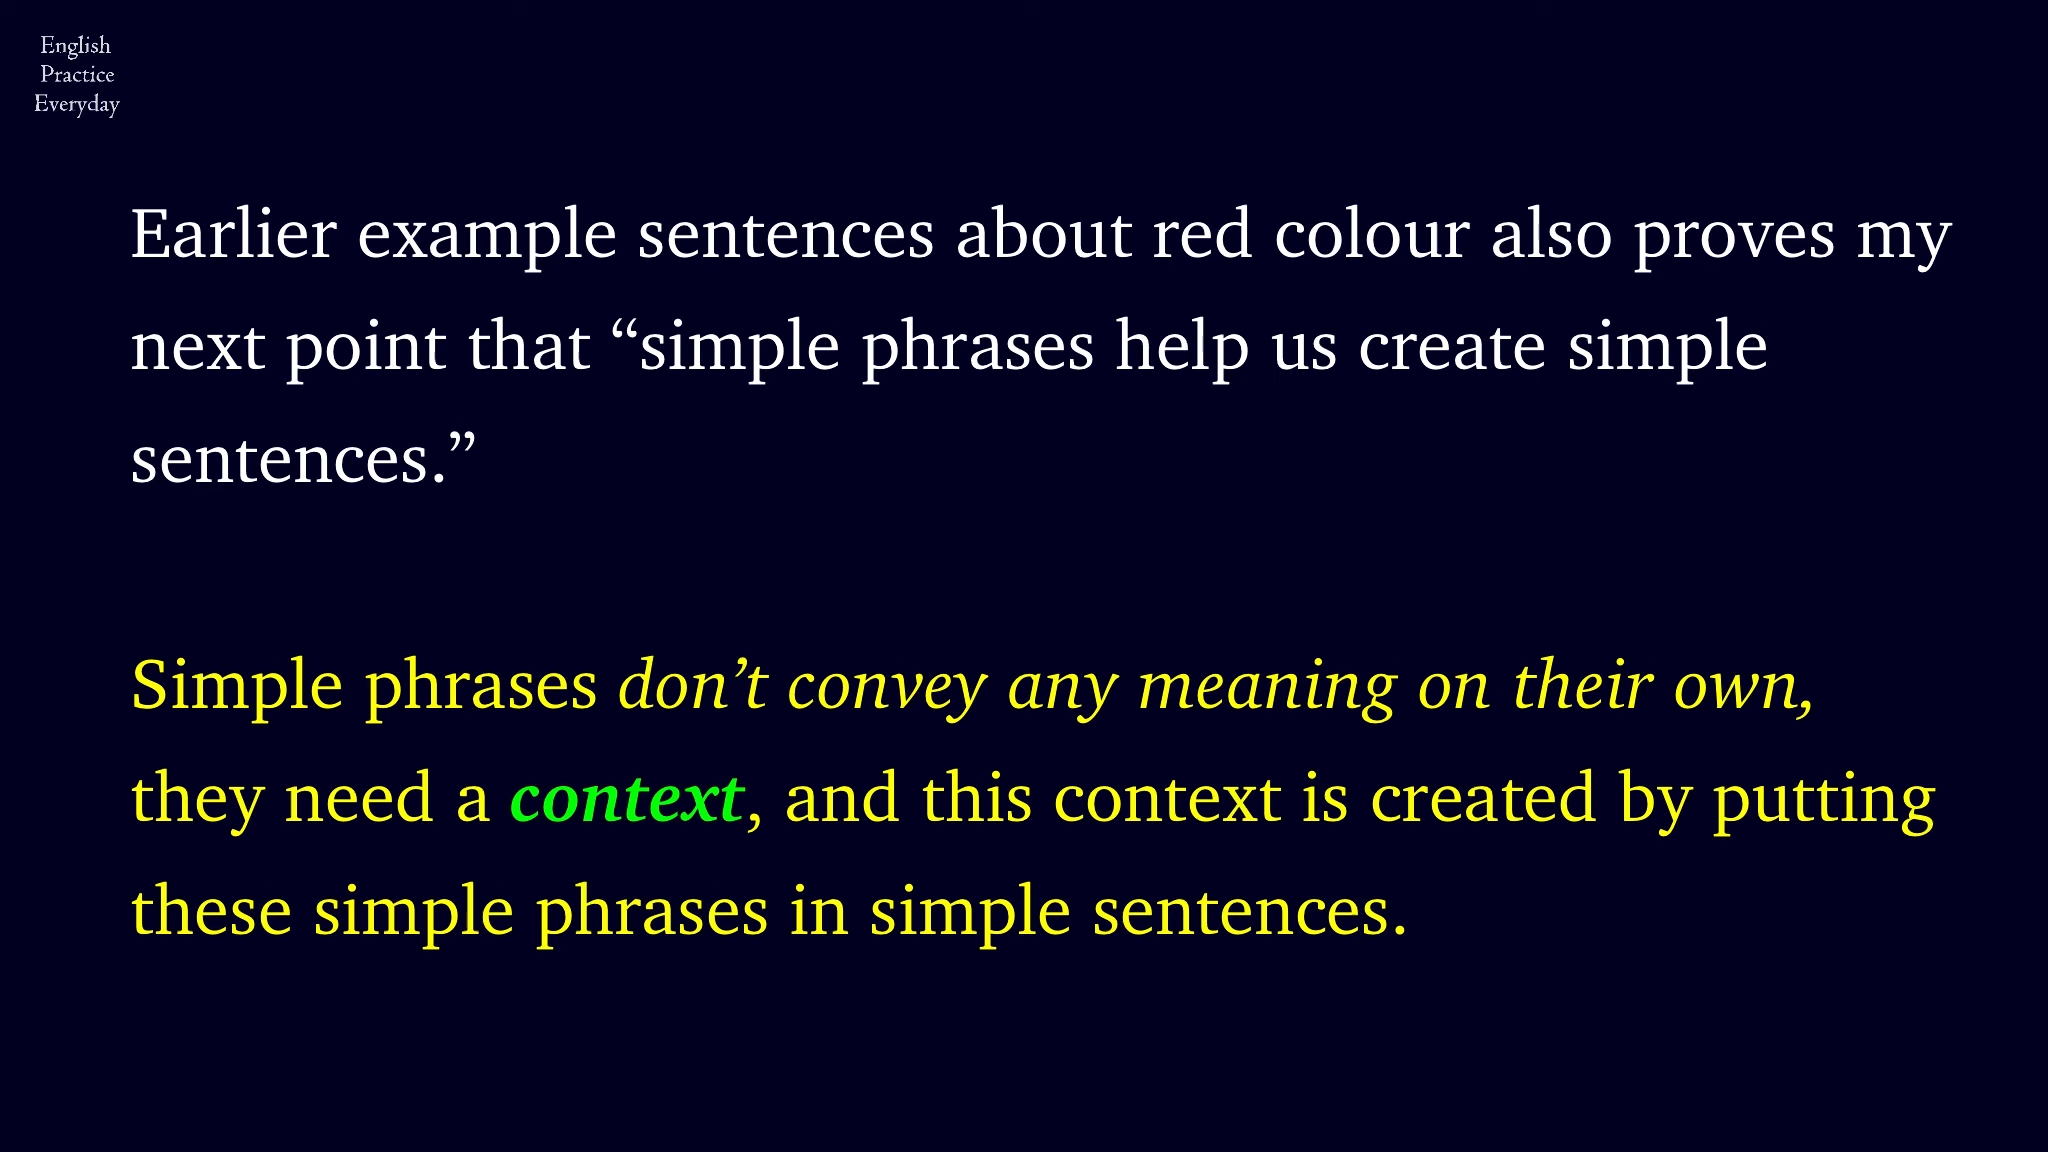 English
Practice
Everyday
Earlier example sentences about red colour also proves my
next point that “simple phrases help us create simple
sentences.”
Simple phrases don’t convey any meaning on their own,
they need a context, and this context is created by putting
these simple phrases in simple sentences.